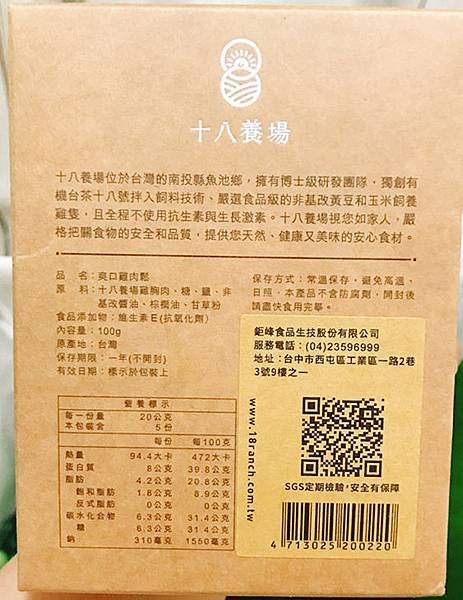 十八養場
十八養場位於台灣的南投縣魚池鄉，擁有博士級研發團隊，獨創有
機台茶十八號拌入飼料技術、嚴選食品級的非基改黃豆和玉米飼養
雞隻，且全程不使用抗生素與生長激素。十八養場視您如家人，嚴
格把關食物的安全和品質，提供您天然、健康又美味的安心食材。
品　名：爽口雞肉鬆
原　料：十八養場雞胸肉、糖、鹽、非
基改醬油、棕櫚油、甘草粉
食品添加物：維生素E(抗氧化劑)
內容量：100g
原產地：台灣
保存期限：一年(不開封)
有效日期：標示於包裝上
保存方式：常溫保存，避免高溫、
日照。本產品不含防腐劑，開封後
請盡快食用完畢。
鉅峰食品生技股份有限公司
服務電話：(04)23596999
地址：台中市西屯區工業區一路2巷
3號9樓之一
www.18ranch.com.tw
SGS定期檢驗，安全有保障
4 713025 200220
營養標示
每一份量　20公克
本包裝含　5份
每份　每100克
熱量　94.4大卡　472大卡
蛋白質　8公克　39.8公克
脂肪　4.2公克　20.8公克
飽和脂肪　1.8公克　8.9公克
反式脂肪　0公克　0公克
碳水化合物　6.3公克　31.4公克
糖　6.3公克　31.4公克
鈉　310毫克　1550毫克